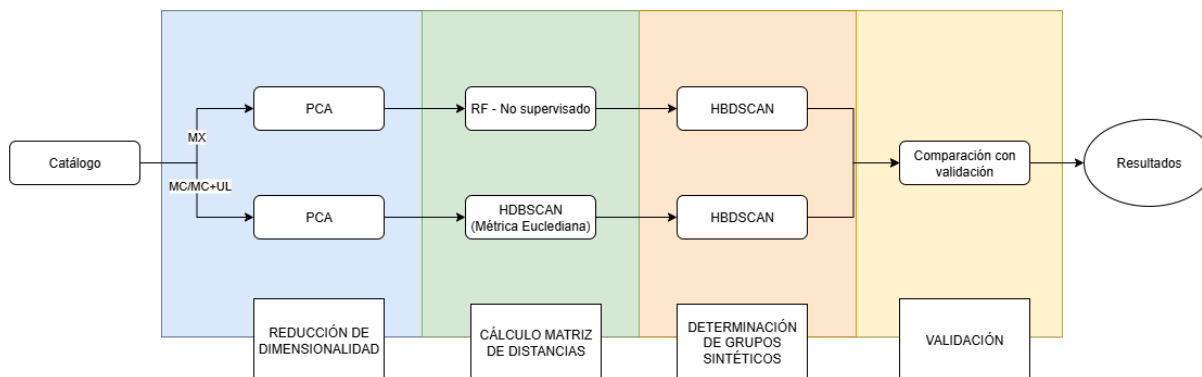 PCA
RF - No supervisado
HBDSCAN
MX
Catálogo
Comparación con
validación
Resultados
MC/MC+UL
PCA
HDBSCAN
(Métrica Euclediana)
HBDSCAN
REDUCCIÓN DE
DIMENSIONALIDAD
CÁLCULO MATRIZ
DE DISTANCIAS
DETERMINACIÓN
DE GRUPOS
SINTÉTICOS
VALIDACIÓN